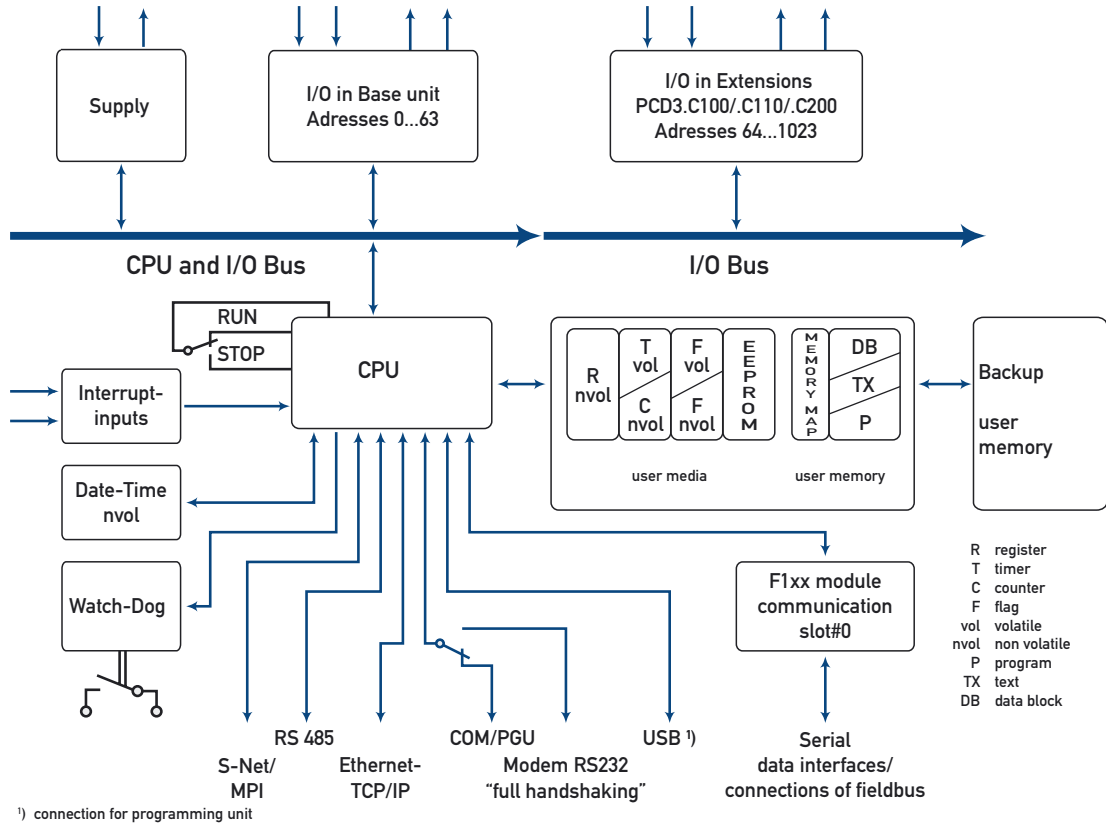 Supply
I/O in Base unit
Adresses 0...63
I/O in Extensions
PCD3.C100/.C110/.C200
Adresses 64...1023
CPU and I/O Bus
I/O Bus
RUN
STOP
CPU
Interrupt-
inputs
Date-Time
nvol
Watch-Dog
R
nvol
T
vol
C
nvol
F
vol
F
nvol
EEPROM
MEMORY MAP
DB
TX
P
user media
user memory
Backup
user
memory
F1xx module
communication
slot#0
R register
T timer
C counter
F flag
vol volatile
nvol non volatile
P program
TX text
DB data block
S-Net/
MPI
RS 485
Ethernet-
TCP/IP
COM/PGU
Modem RS232
“full handshaking”
USB ¹)
Serial
data interfaces/
connections of fieldbus
¹) connection for programming unit